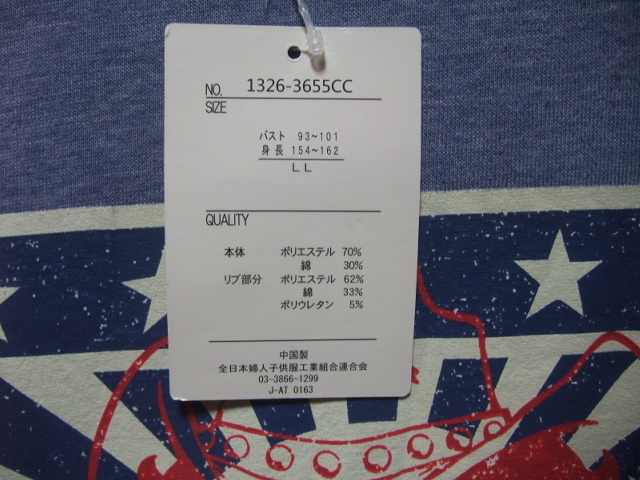 NO. 1326-3655CC
SIZE
バスト 93~101
身長 154~162
LL
QUALITY
本体 ポリエステル 70%
綿 30%
リブ部分 ポリエステル 62%
綿 33%
ポリウレタン 5%
中国製
全日本婦人子供服工業組合連合会
03-3866-1299
J-AT 0163